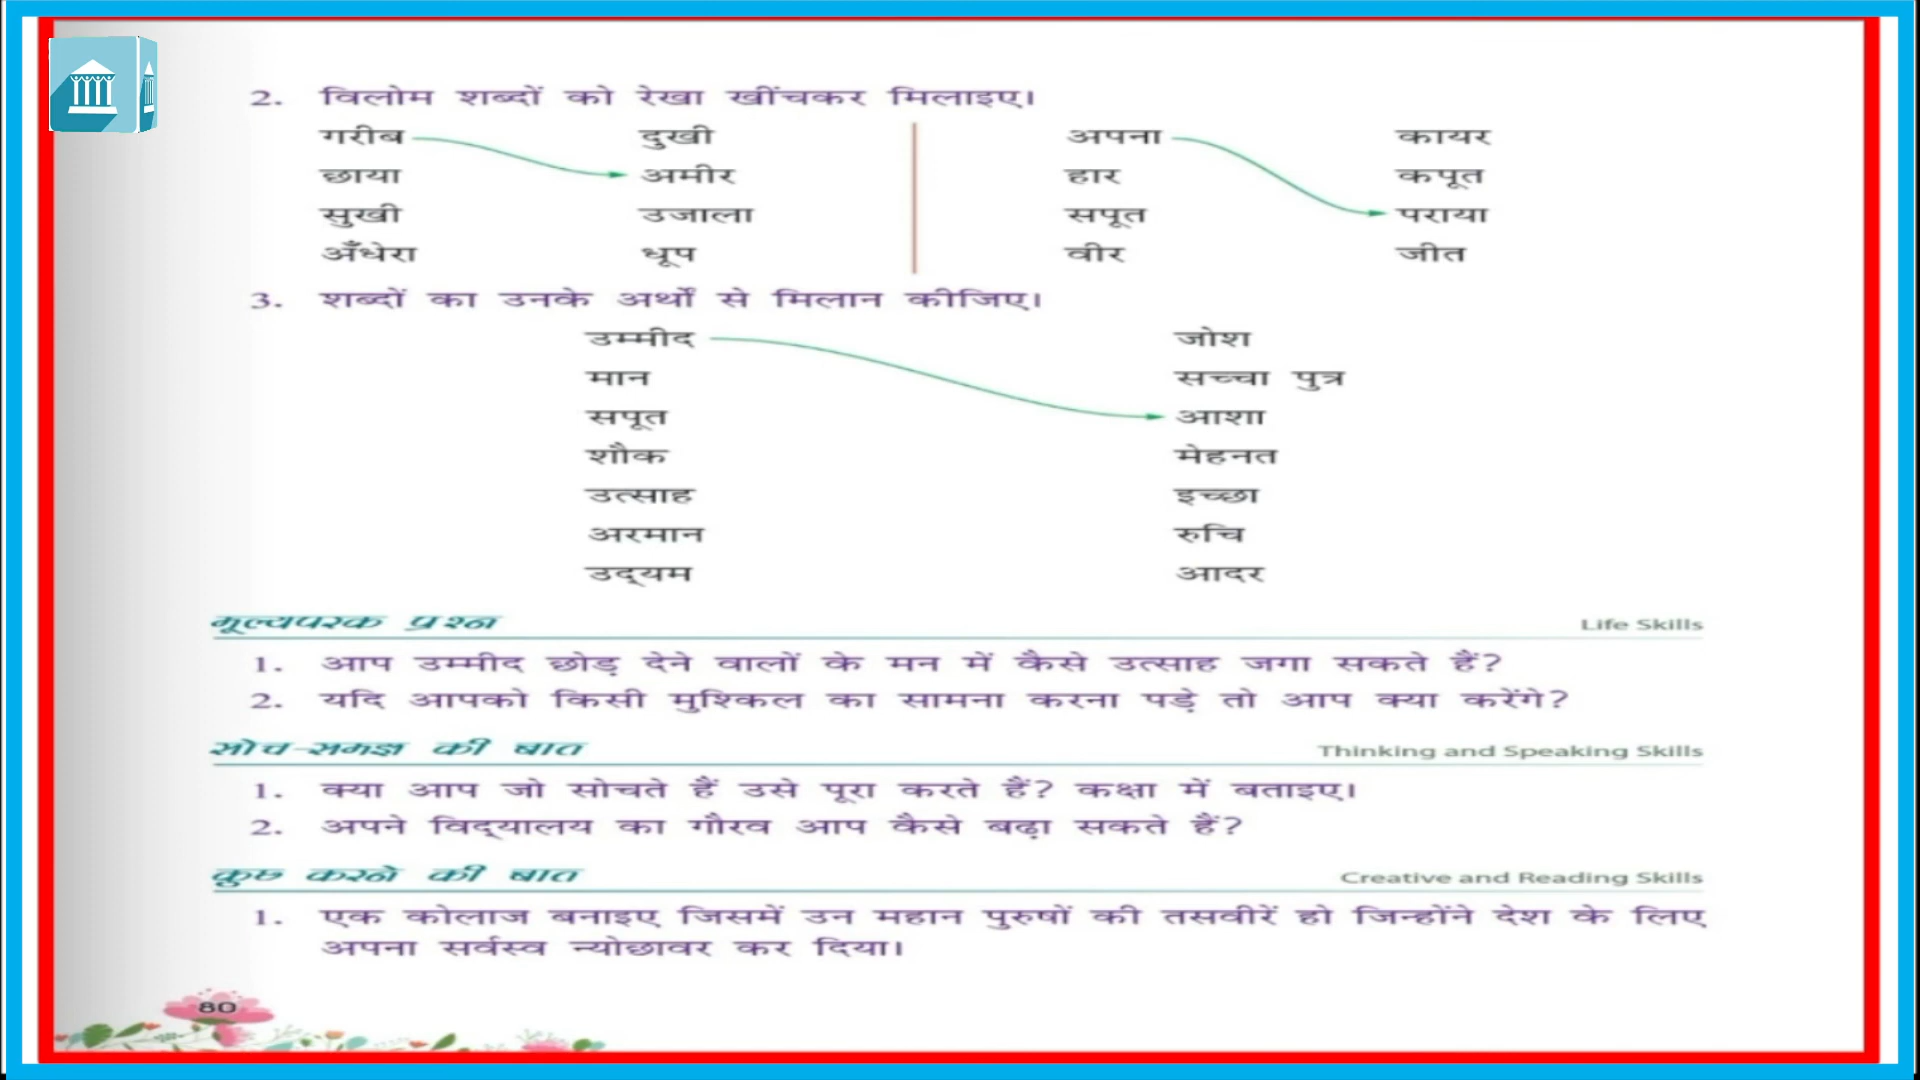 2. विलोम शब्दों को रेखा खींचकर मिलाइए।
गरीब दुखी अपना कायर
छाया अमीर हार कपूत
सुखी उजाला सपूत पराया
अँधेरा धूप वीर जीत
3. शब्दों का उनके अर्थों से मिलान कीजिए।
उम्मीद जोश
मान सच्चा पुत्र
सपूत आशा
शौक मेहनत
उत्साह इच्छा
अरमान रुचि
उद्‌यम आदर
मूल्यपरक प्रश्न Life Skills
1. आप उम्मीद छोड़ देने वालों के मन में कैसे उत्साह जगा सकते हैं?
2. यदि आपको किसी मुश्किल का सामना करना पड़े तो आप क्या करेंगे?
सोच-समझ की बात Thinking and Speaking Skills
1. क्या आप जो सोचते हैं उसे पूरा करते हैं? कक्षा में बताइए।
2. अपने विद्‌यालय का गौरव आप कैसे बढ़ा सकते हैं?
कुछ करने की बात Creative and Reading Skills
1. एक कोलाज बनाइए जिसमें उन महान पुरुषों की तसवीरें हो जिन्होंने देश के लिए
अपना सर्वस्व न्योछावर कर दिया।
80